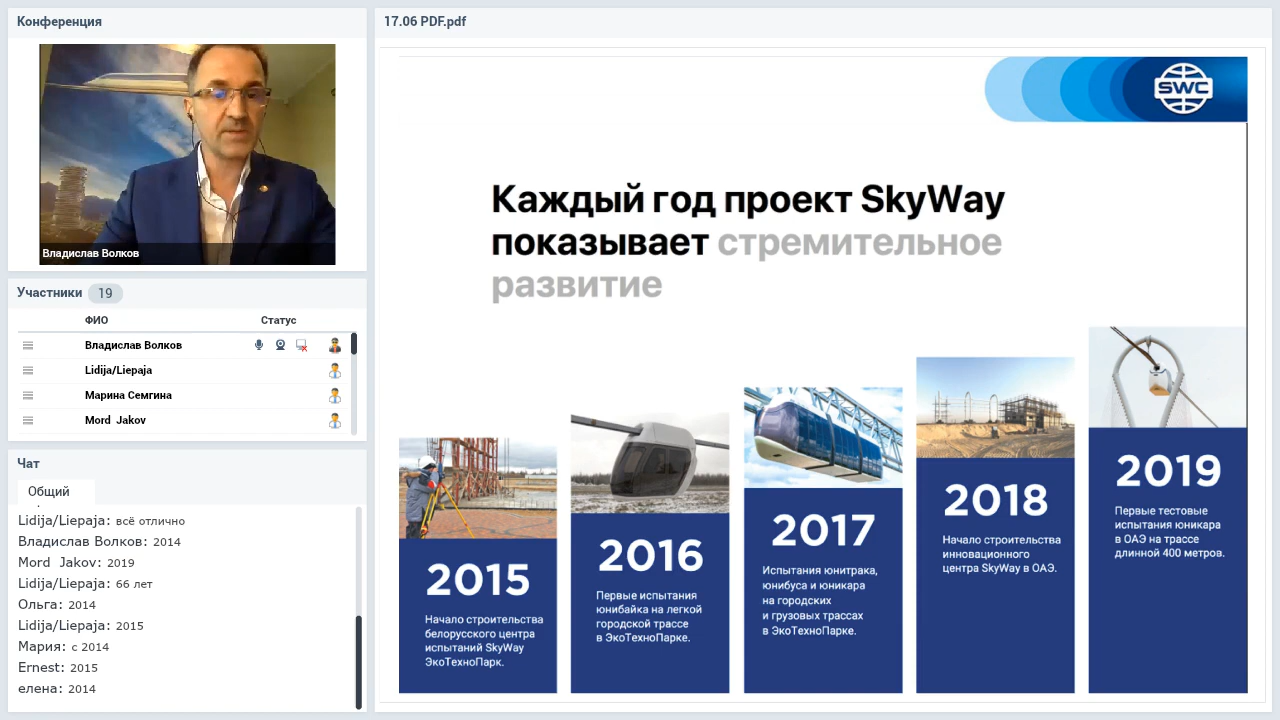 Конференция
Владислав Волков
Участники 19
ФИО Статус
Владислав Волков
Lidija/Liepaja
Марина Семгина
Mord Jakov
Чат
Общий
Lidija/Liepaja: всё отлично
Владислав Волков: 2014
Mord Jakov: 2019
Lidija/Liepaja: 66 лет
Ольга: 2014
Lidija/Liepaja: 2015
Мария: с 2014
Ernest: 2015
елена: 2014
17.06 PDF.pdf
SWC
Каждый год проект SkyWay
показывает стремительное
развитие
2015
Начало строительства
белорусского центра
испытаний SkyWay
ЭкоТехноПарк.
2016
Первые испытания
юнибайка на легкой
городской трассе
в ЭкоТехноПарке.
2017
Испытания юнитрака,
юнибуса и юникара
на городских
и грузовых трассах
в ЭкоТехноПарке.
2018
Начало строительства
инновационного
центра SkyWay в ОАЭ.
2019
Первые тестовые
испытания юникара
в ОАЭ на трассе
длинной 400 метров.